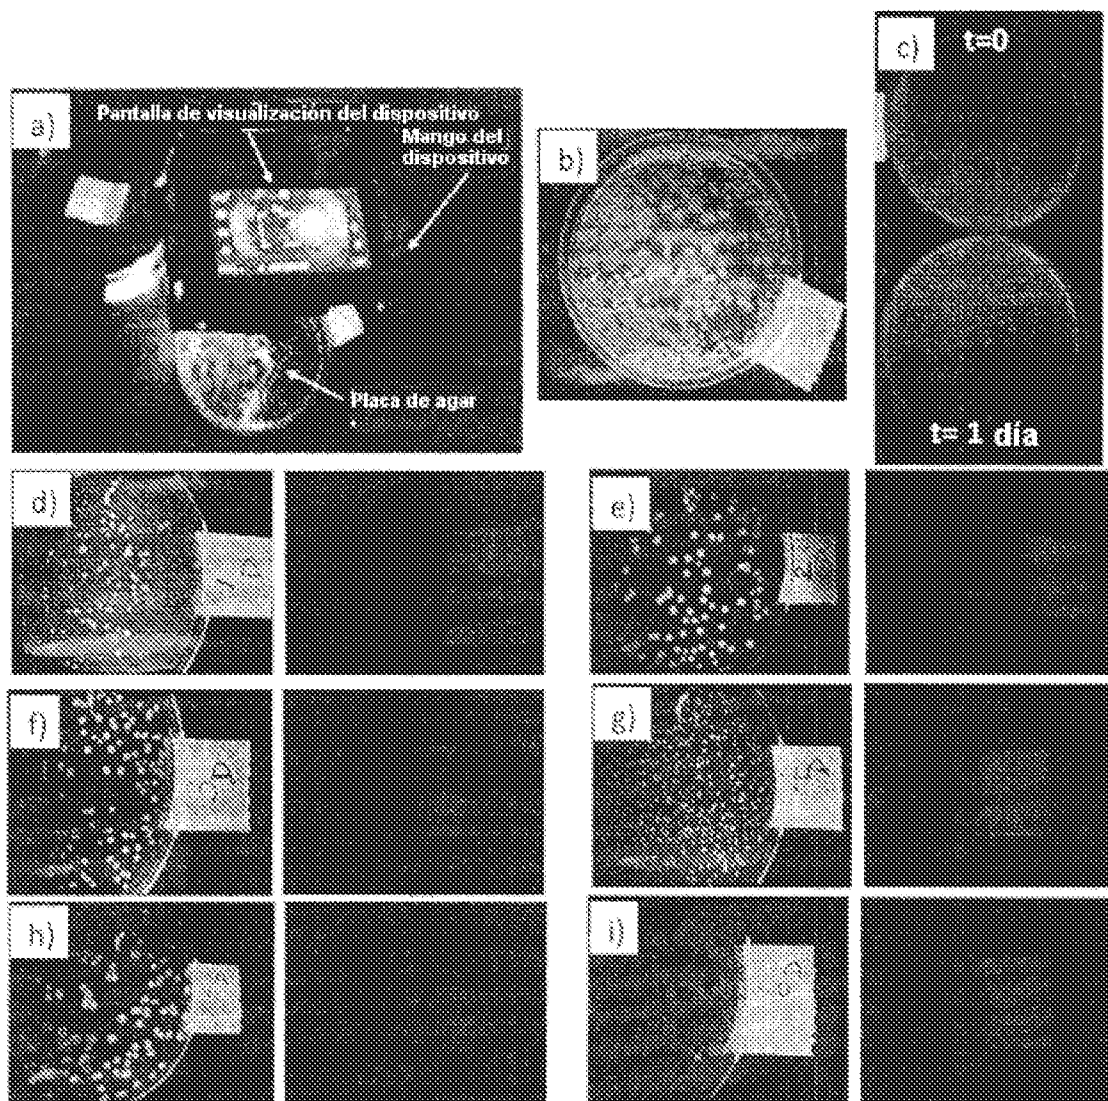 a)
Pantalla de visualización del dispositivo
Mango del
dispositivo
Placa de agar
b)
c)
t=0
t= 1 día
d)
e)
f)
g)
h)
i)